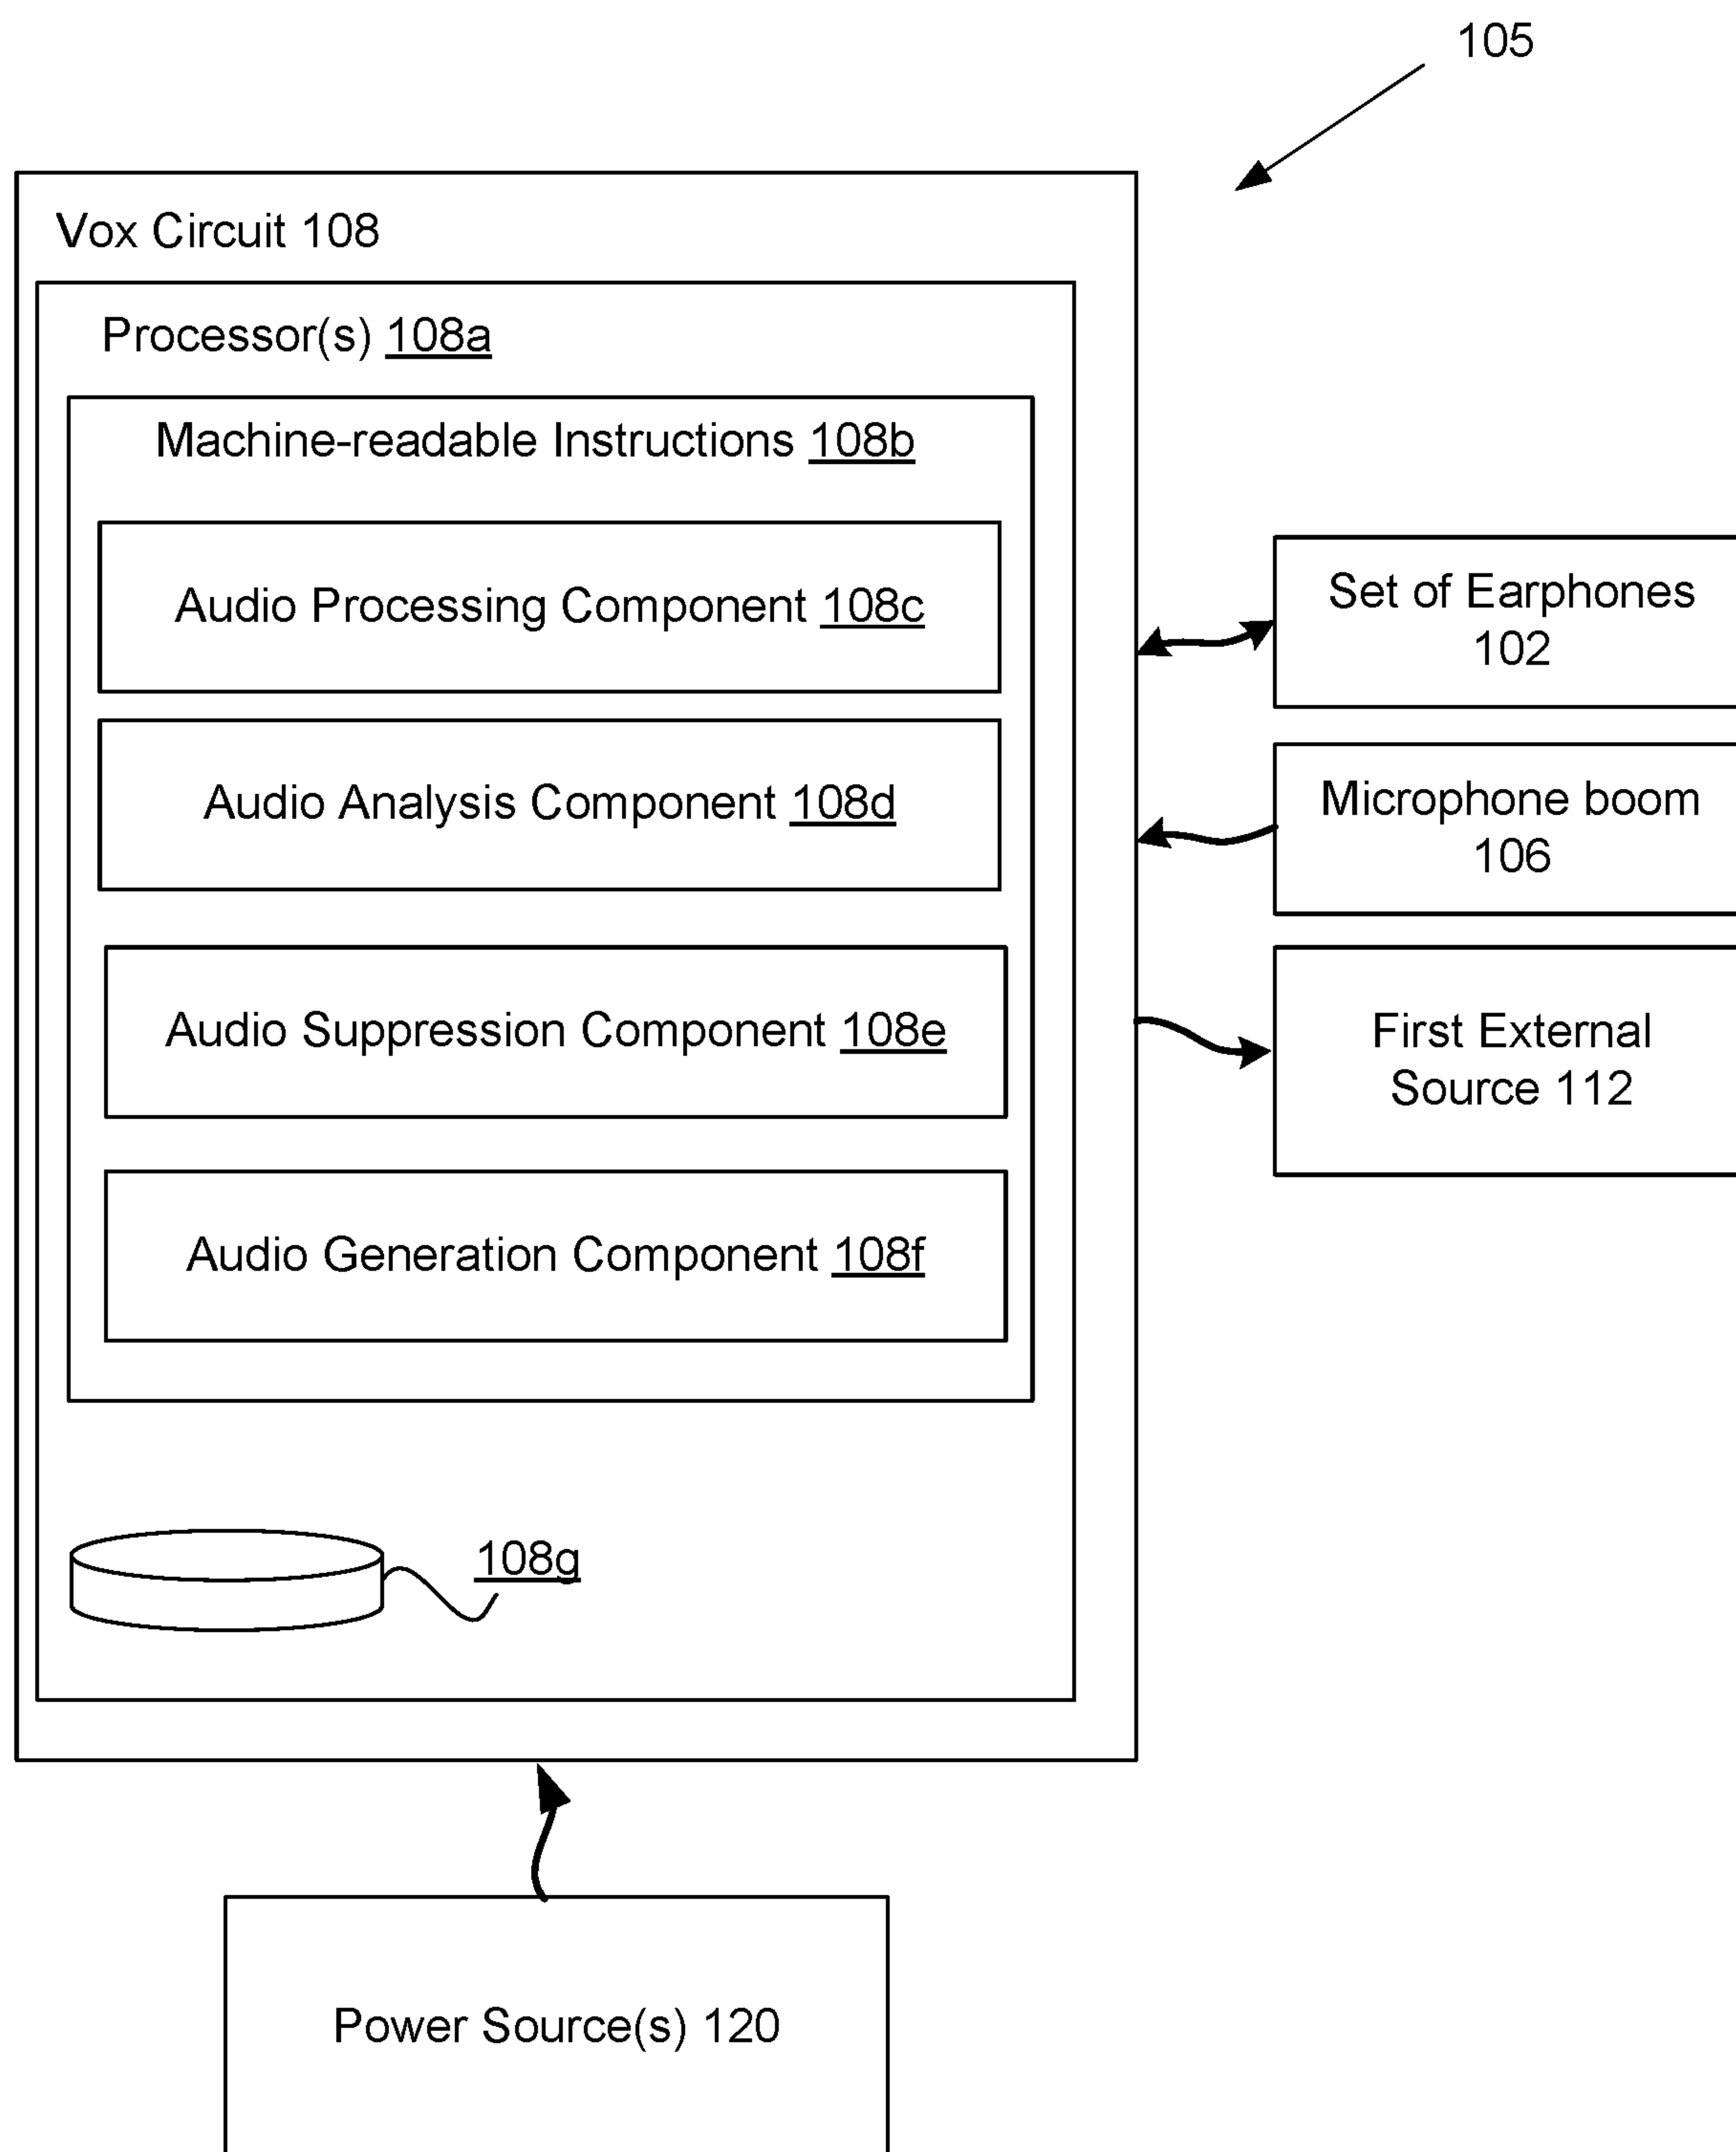 105
Vox Circuit 108
Processor(s) 108a
Machine-readable Instructions 108b
Audio Processing Component 108c
Audio Analysis Component 108d
Audio Suppression Component 108e
Audio Generation Component 108f
108g
Set of Earphones
102
Microphone boom
106
First External
Source 112
Power Source(s) 120